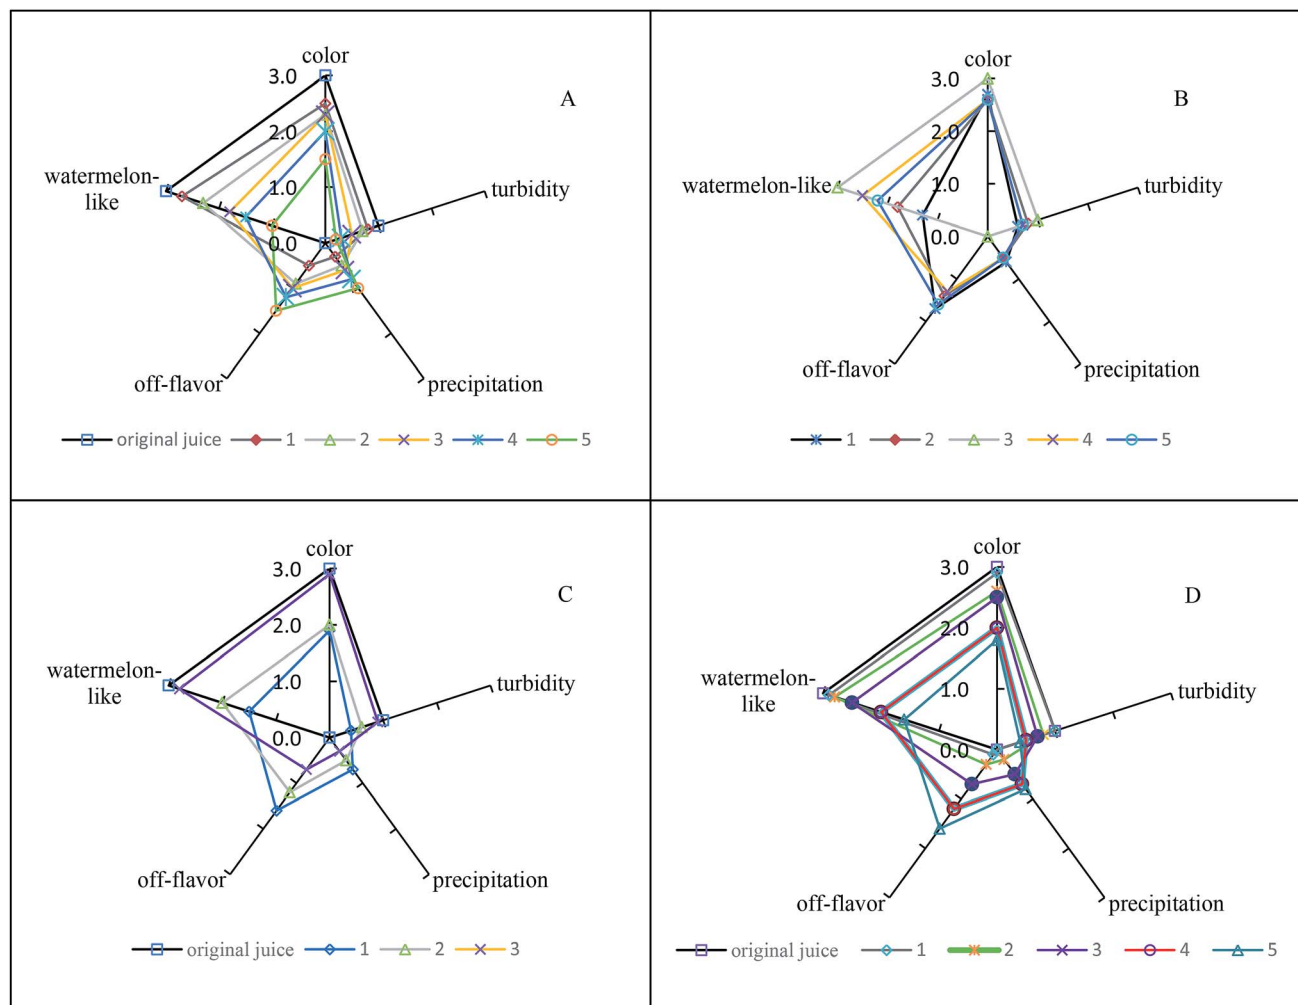 color
3.0
A
2.0
watermelon-
like
1.0
turbidity
0.0
off-flavor
precipitation
original juice 1 2 3 4 5
color
3.0
B
2.0
watermelon-like
turbidity
1.0
0.0
off-flavor
precipitation
1 2 3 4 5
color
3.0
C
2.0
watermelon-
like
1.0
turbidity
0.0
off-flavor
precipitation
original juice 1 2 3
color
3.0
D
2.0
watermelon-
like
1.0
turbidity
0.0
off-flavor
precipitation
original juice 1 2 3 4 5